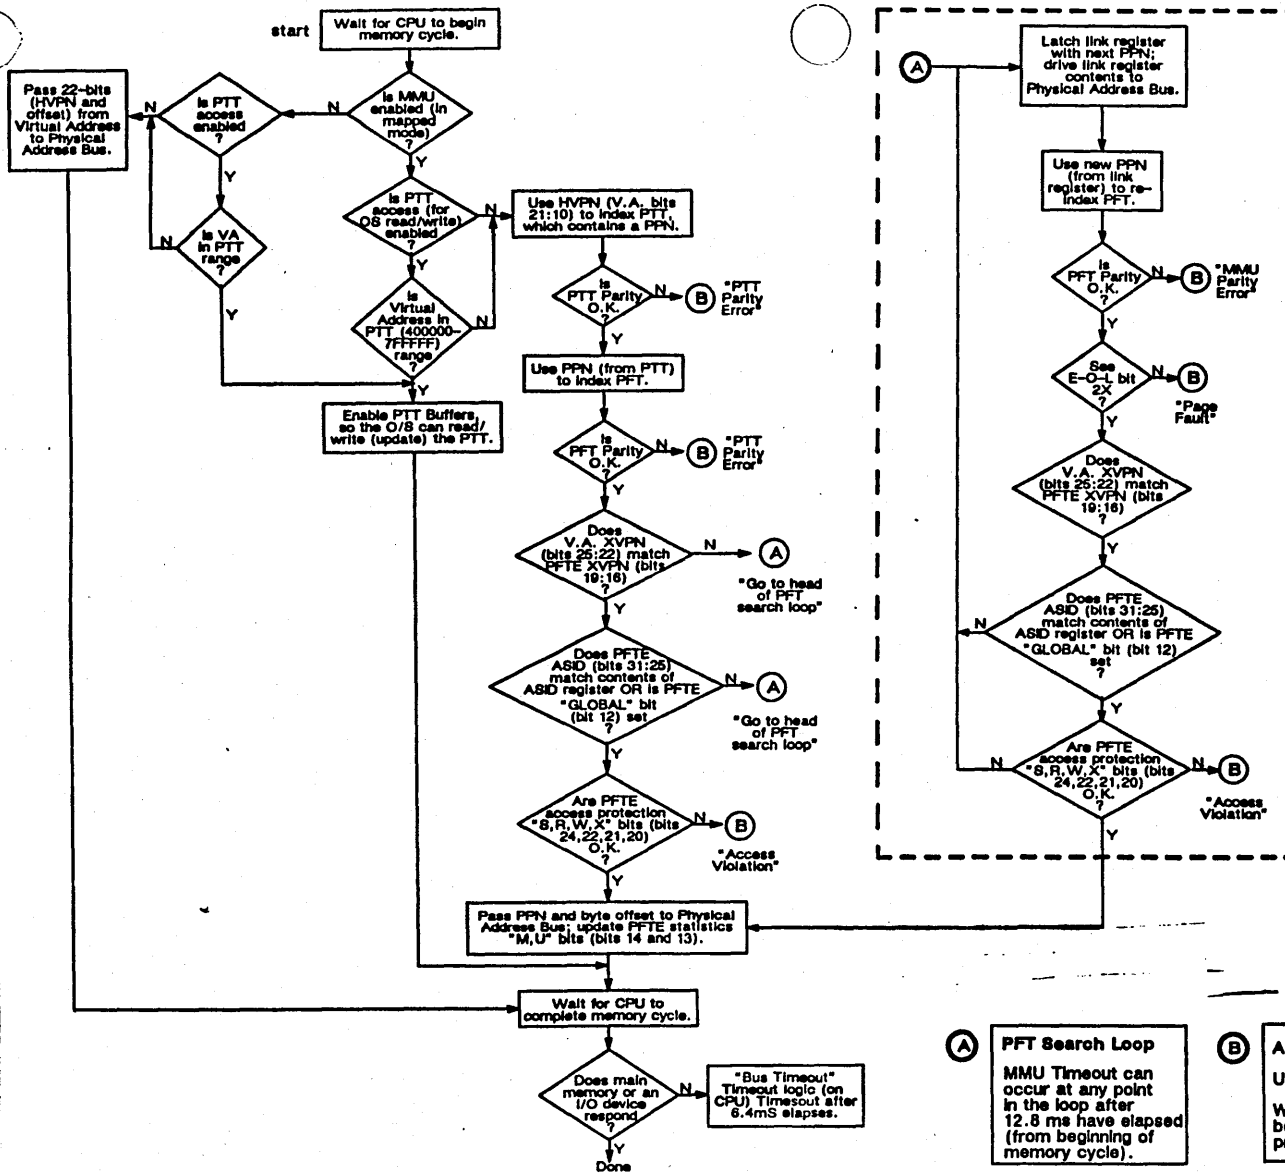 start
Wait for CPU to begin
memory cycle.
Is MMU
enabled (in
mapped
mode)
?
N
Y
Is PTT
access
enabled
?
N
Y
Pass 22-bits
(HVPN and
offset) from
Virtual Address
to Physical
Address Bus.
Is VA
in PTT
range
?
N
Y
Is PTT
access (for
OS read/write)
enabled
?
N
Y
Is
Virtual
Address in
PTT (400000-
7FFFFF)
range
?
N
Y
Enable PTT Buffers,
so the O/S can read/
write (update) the PTT.
Use HVPN (V.A. bits
21:10) to index PTT,
which contains a PPN.
Is
PTT Parity
O.K.
?
N
B
"PTT
Parity
Error"
Y
Use PPN (from PTT)
to index PFT.
Is
PFT Parity
O.K.
?
N
B
"PTT
Parity
Error"
Y
Does
V.A. XVPN
(bits 25:22) match
PFTE XVPN (bits
19:16)
?
N
A
"Go to head
of PFT
search loop"
Y
Does PFTE
ASID (bits 31:25)
match contents of
ASID register OR is PFTE
"GLOBAL" bit
(bit 12) set
?
N
A
"Go to head
of PFT
search loop"
Y
Are PFTE
access protection
"S,R,W,X" bits (bits
24,22,21,20)
O.K.
?
N
B
"Access
Violation"
Y
Pass PPN and byte offset to Physical
Address Bus; update PFTE statistics
"M,U" bits (bits 14 and 13).
Wait for CPU to
complete memory cycle.
Does main
memory or an
I/O device
respond
?
N
"Bus Timeout"
Timeout logic (on
CPU) Timesout after
6.4mS elapses.
Y
Done
A
Latch link register
with next PPN;
drive link register
contents to
Physical Address Bus.
Use new PPN
(from link
register) to re-
index PFT.
Is
PFT Parity
O.K.
?
N
B
"MMU
Parity
Error"
Y
See
E-O-L bit
2X
?
N
B
"Page
Fault"
Y
Does
V.A. XVPN
(bits 25:22) match
PFTE XVPN (bits
19:16)
?
Y
Does PFTE
ASID (bits 31:25)
match contents of
ASID register OR is PFTE
"GLOBAL" bit (bit 12)
set
?
N
Y
Are PFTE
access protection
"S,R,W,X" bits (bits
24,22,21,20)
O.K.
?
N
N
B
"Access
Violation"
Y
A
PFT Search Loop
MMU Timeout can
occur at any point
in the loop after
12.8 ms have elapsed
(from beginning of
memory cycle).
B